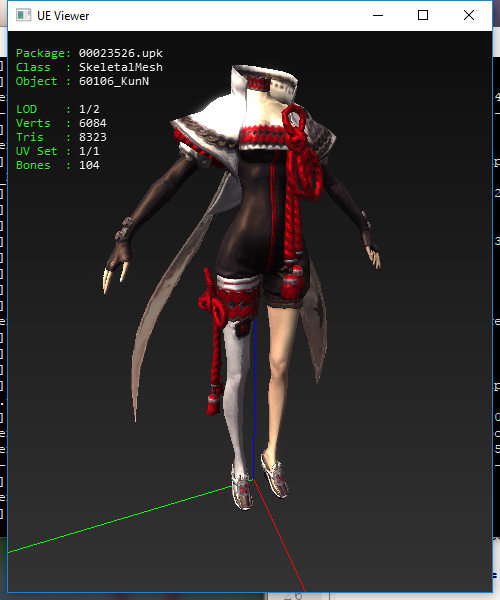 UE Viewer
Package: 00023526.upk
Class  : SkeletalMesh
Object : 60106_KunN
LOD    : 1/2
Verts  : 6084
Tris   : 8323
UV Set : 1/1
Bones  : 104
26